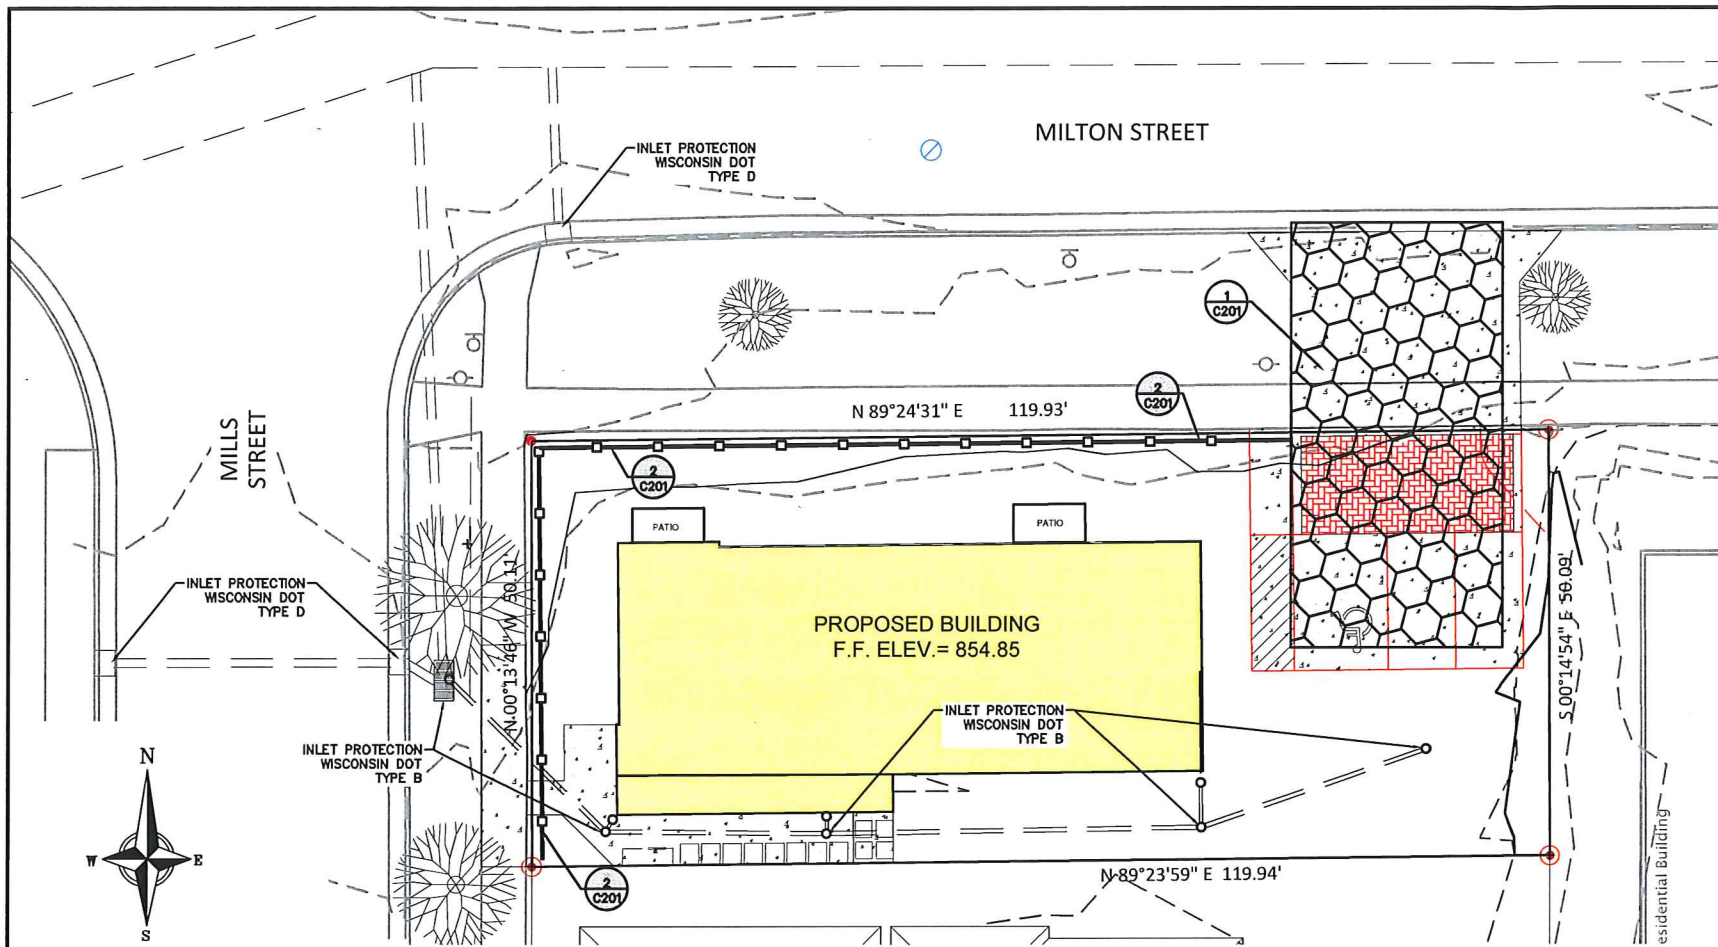 MILTON STREET
INLET PROTECTION
WISCONSIN DOT
TYPE D
1
C201
2
C201
N 89°24'31" E 119.93'
MILLS
STREET
2
C201
PATIO
PATIO
INLET PROTECTION
WISCONSIN DOT
TYPE D
N 00°13'46" W 50.11'
PROPOSED BUILDING
F.F. ELEV.= 854.85
S 00°14'54" E 50.09'
INLET PROTECTION
WISCONSIN DOT
TYPE B
INLET PROTECTION
WISCONSIN DOT
TYPE B
N
W
E
S
2
C201
N 89°23'59" E 119.94'
esidential Building